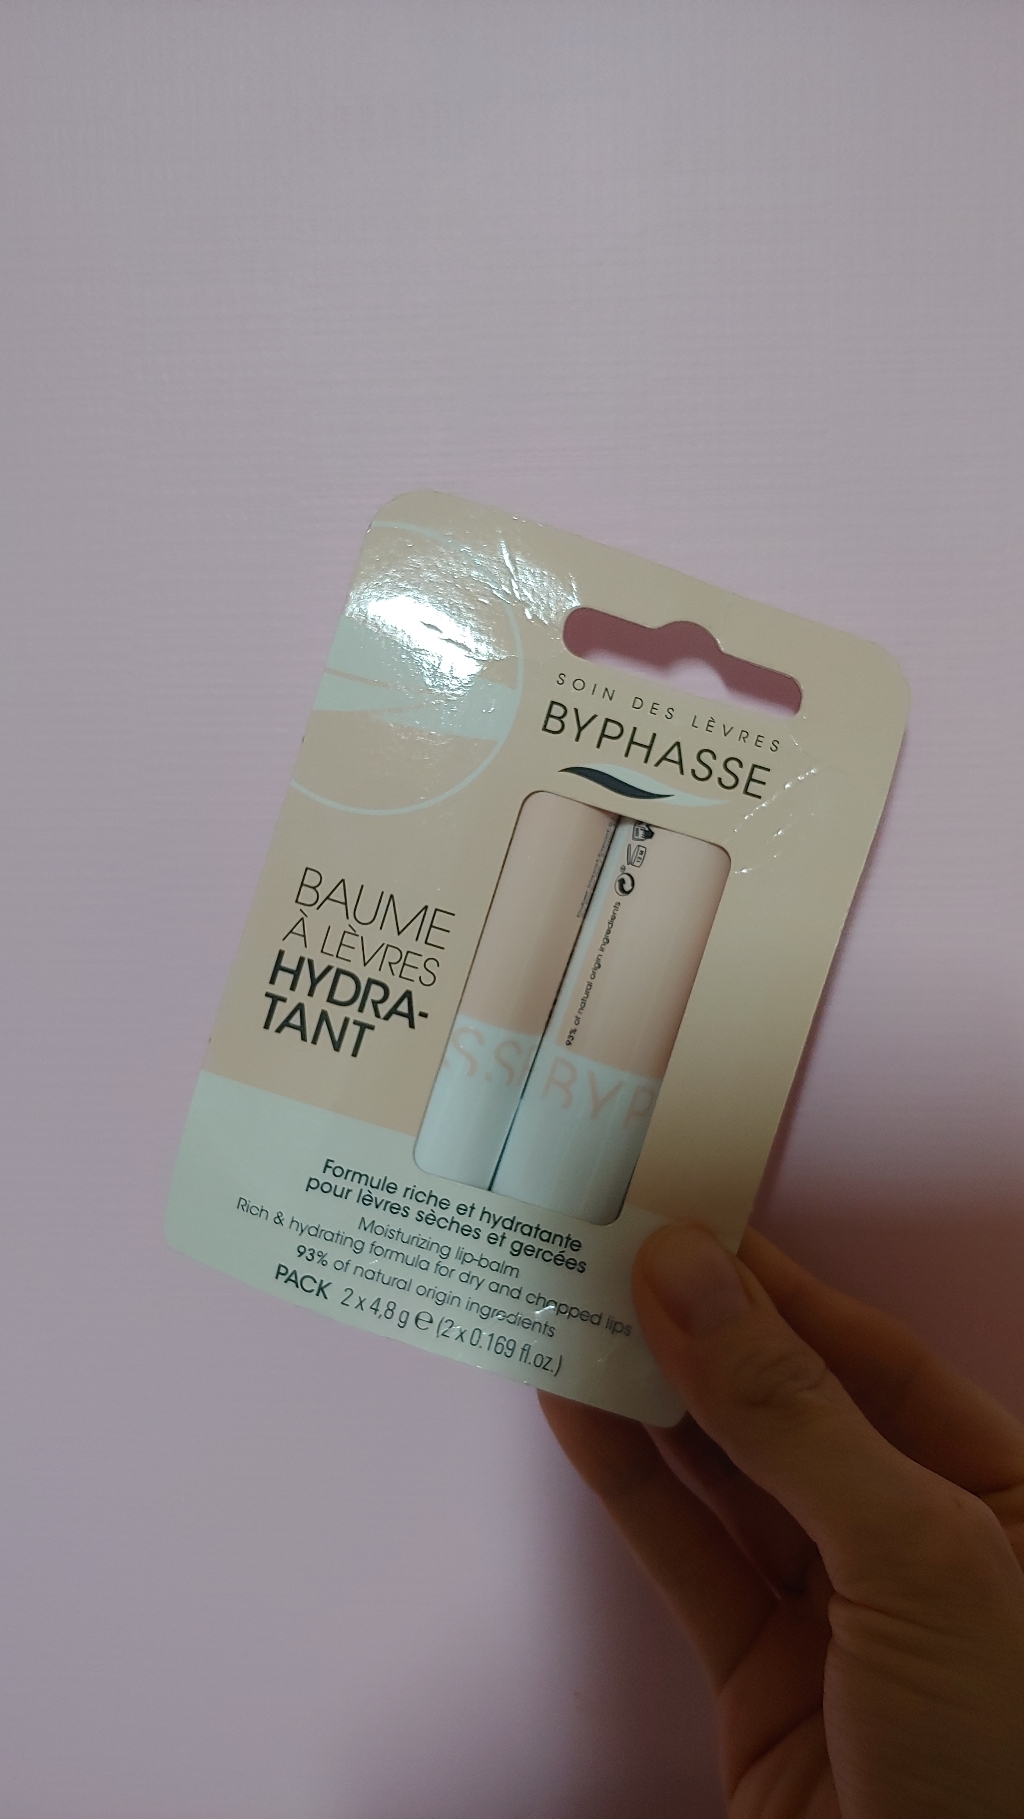 SOIN DES LÈVRES
BYPHASSE
BAUME
À LÈVRES
HYDRA-
TANT
93% of natural origin ingredients
SS
BYP
Formule riche et hydratante
pour lèvres sèches et gercées
Moisturizing lip-balm
Rich & hydrating formula for dry and chapped lips
93% of natural origin ingredients
PACK 2 x 4,8 g ℮ (2 x 0.169 fl.oz.)